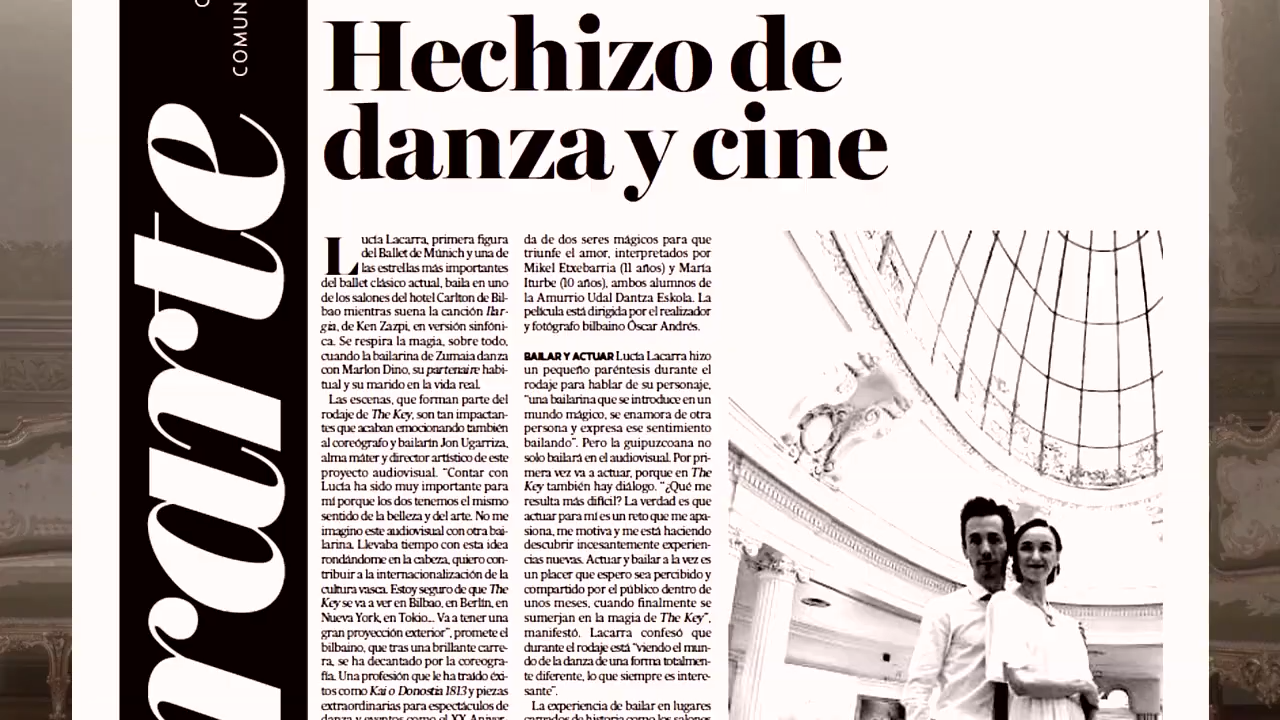 COMUN
rarte
Hechizo de
danza y cine
Lucía Lacarra, primera figura
del Ballet de Múnich y una de
las estrellas más importantes
del ballet clásico actual, baila en uno
de los salones del hotel Carlton de Bil-
bao mientras suena la canción Ilar-
gia, de Ken Zazpi, en versión sinfóni-
ca. Se respira la magia, sobre todo,
cuando la bailarina de Zumaia danza
con Marlon Dino, su partenaire habi-
tual y su marido en la vida real.
Las escenas, que forman parte del
rodaje de The Key, son tan impactan-
tes que acaban emocionando también
al coreógrafo y bailarín Jon Ugarriza,
alma máter y director artístico de este
proyecto audiovisual. “Contar con
Lucía ha sido muy importante para
mí porque los dos tenemos el mismo
sentido de la belleza y del arte. No me
imagino este audiovisual con otra bai-
larina. Llevaba tiempo con esta idea
rondándome en la cabeza, quiero con-
tribuir a la internacionalización de la
cultura vasca. Estoy seguro de que The
Key se va a ver en Bilbao, en Berlín, en
Nueva York, en Tokio... Va a tener una
gran proyección exterior”, promete el
bilbaino, que tras una brillante carre-
ra, se ha decantado por la coreogra-
fía. Una profesión que le ha traído éxi-
tos como Kai o Donostia 1813 y piezas
extraordinarias para espectáculos de
danza y eventos como el XX Aniver-
da de dos seres mágicos para que
triunfe el amor, interpretados por
Mikel Etxebarria (11 años) y María
Iturbe (10 años), ambos alumnos de
la Amurrio Udal Dantza Eskola. La
película está dirigida por el realizador
y fotógrafo bilbaino Óscar Andrés.
BAILAR Y ACTUAR Lucía Lacarra hizo
un pequeño paréntesis durante el
rodaje para hablar de su personaje,
“una bailarina que se introduce en un
mundo mágico, se enamora de otra
persona y expresa ese sentimiento
bailando”. Pero la guipuzcoana no
solo bailará en el audiovisual. Por pri-
mera vez va a actuar, porque en The
Key también hay diálogo. “¿Qué me
resulta más difícil? La verdad es que
actuar para mí es un reto que me apa-
siona, me motiva y me está haciendo
descubrir incesantemente experien-
cias nuevas. Actuar y bailar a la vez es
un placer que espero sea percibido y
compartido por el público dentro de
unos meses, cuando finalmente se
sumerjan en la magia de The Key”,
manifestó. Lacarra confesó que
durante el rodaje está “viendo el mun-
do de la danza de una forma totalmen-
te diferente, lo que siempre es intere-
sante”.
La experiencia de bailar en lugares
cargados de historia como los salones